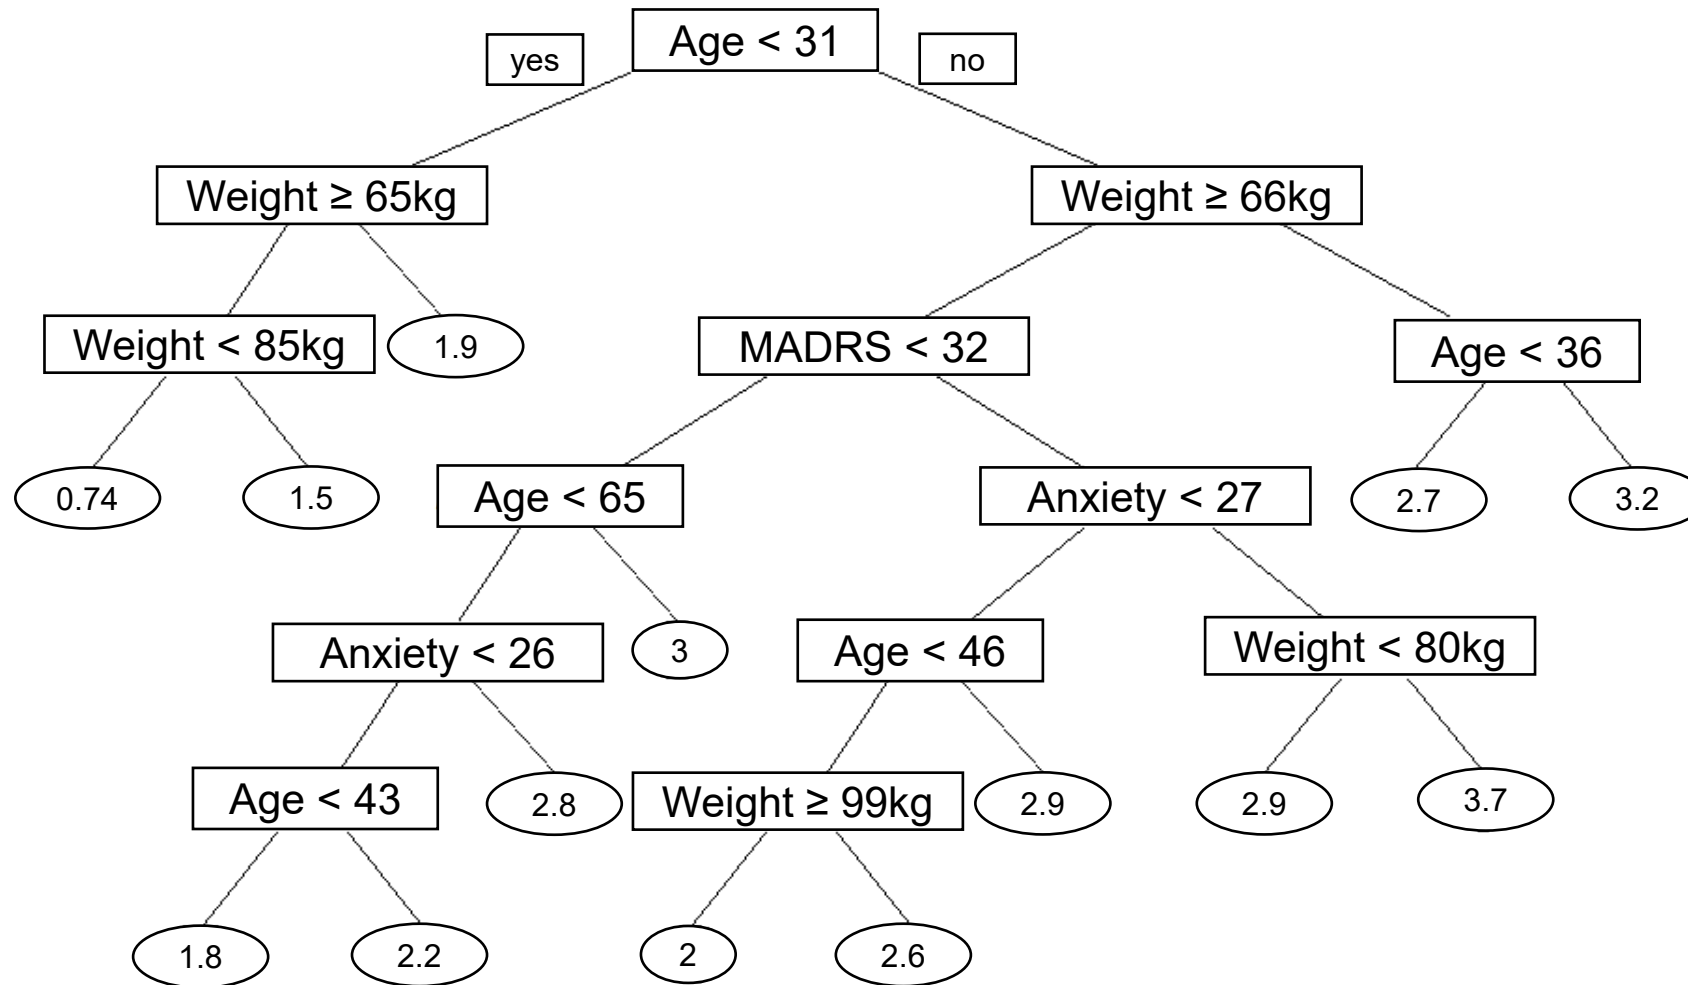 yes
Age < 31
no
Weight ≥ 65kg
Weight ≥ 66kg
Weight < 85kg
1.9
MADRS < 32
Age < 36
0.74
1.5
Age < 65
Anxiety < 27
2.7
3.2
Anxiety < 26
3
Age < 46
Weight < 80kg
Age < 43
2.8
Weight ≥ 99kg
2.9
2.9
3.7
1.8
2.2
2
2.6